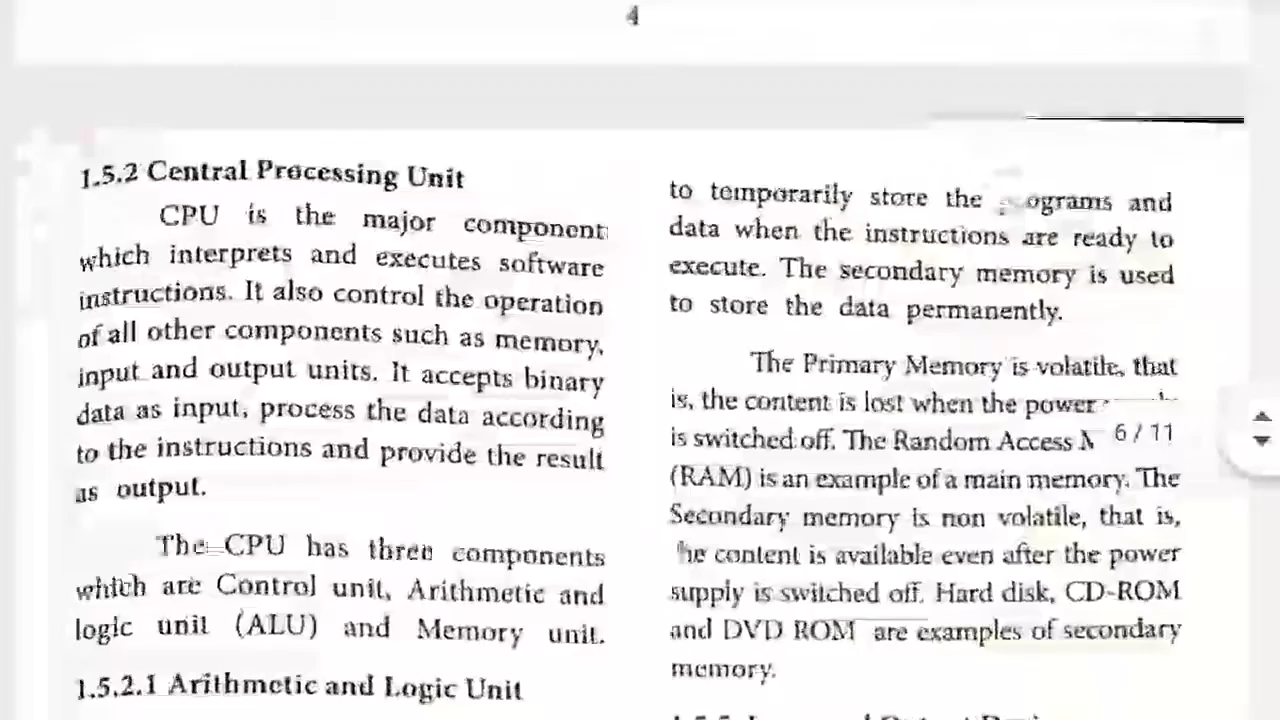 4
1.5.2 Central Processing Unit
CPU is the major component
which interprets and executes software
instructions. It also control the operation
of all other components such as memory,
input and output units. It accepts binary
data as input, process the data according
to the instructions and provide the result
as output.
The CPU has three components
which are Control unit, Arithmetic and
logic unit (ALU) and Memory unit.
1.5.2.1 Arithmetic and Logic Unit
to temporarily store the ograms and
data when the instructions are ready to
execute. The secondary memory is used
to store the data permanently.
The Primary Memory is volatile, that
is, the content is lost when the power
is switched off. The Random Access
6 / 11
(RAM) is an example of a main memory. The
Secondary memory is non volatile, that is,
he content is available even after the power
supply is switched off. Hard disk, CD-ROM
and DVD ROM are examples of secondary
memory.